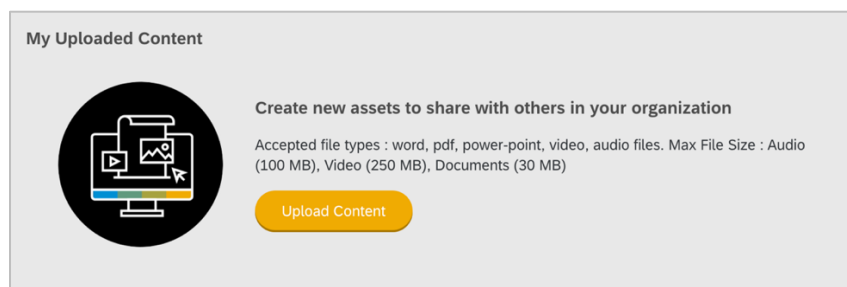 My Uploaded Content
Create new assets to share with others in your organization
Accepted file types : word, pdf, power-point, video, audio files. Max File Size : Audio
(100 MB), Video (250 MB), Documents (30 MB)
Upload Content